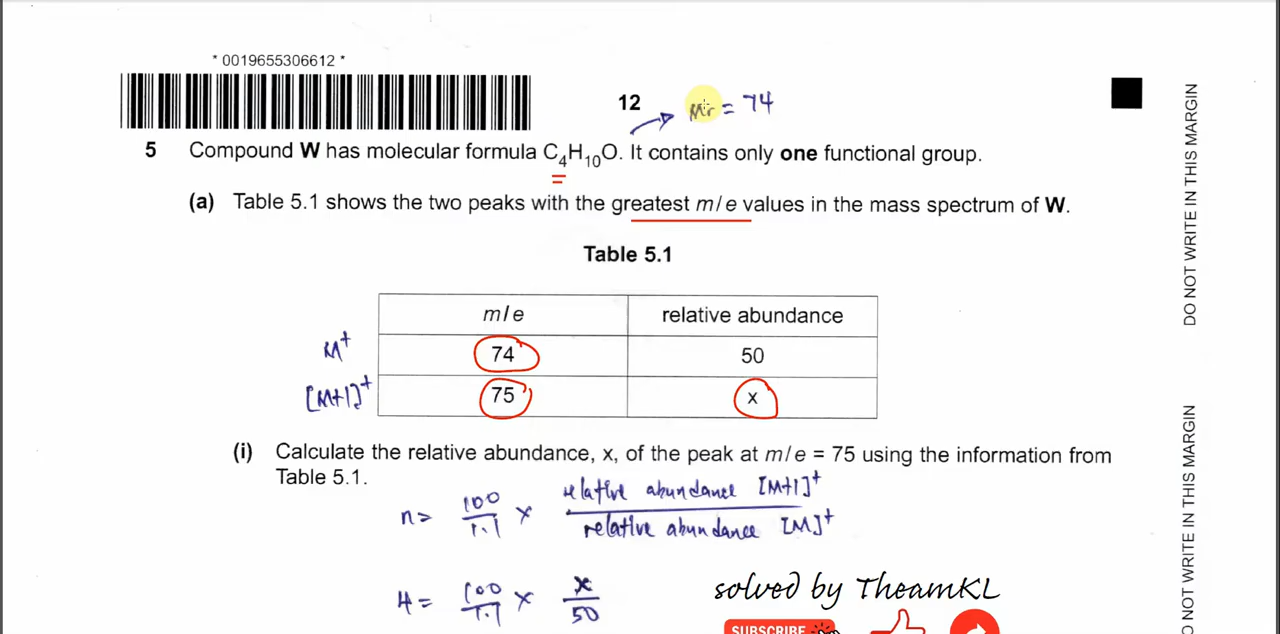 * 0019655306612 *
12
Mr = 74
5 Compound W has molecular formula C₄H₁₀O. It contains only one functional group.
(a) Table 5.1 shows the two peaks with the greatest m/e values in the mass spectrum of W.
Table 5.1
m/e relative abundance
M⁺ 74 50
[M+1]⁺ 75 x
(i) Calculate the relative abundance, x, of the peak at m/e = 75 using the information from
Table 5.1.
n = 100/1.1 × relative abundance [M+1]⁺ / relative abundance [M]⁺
4 = 100/1.1 × x/50
solved by TheamKL
SUBSCRIBE
DO NOT WRITE IN THIS MARGIN
DO NOT WRITE IN THIS MARGIN